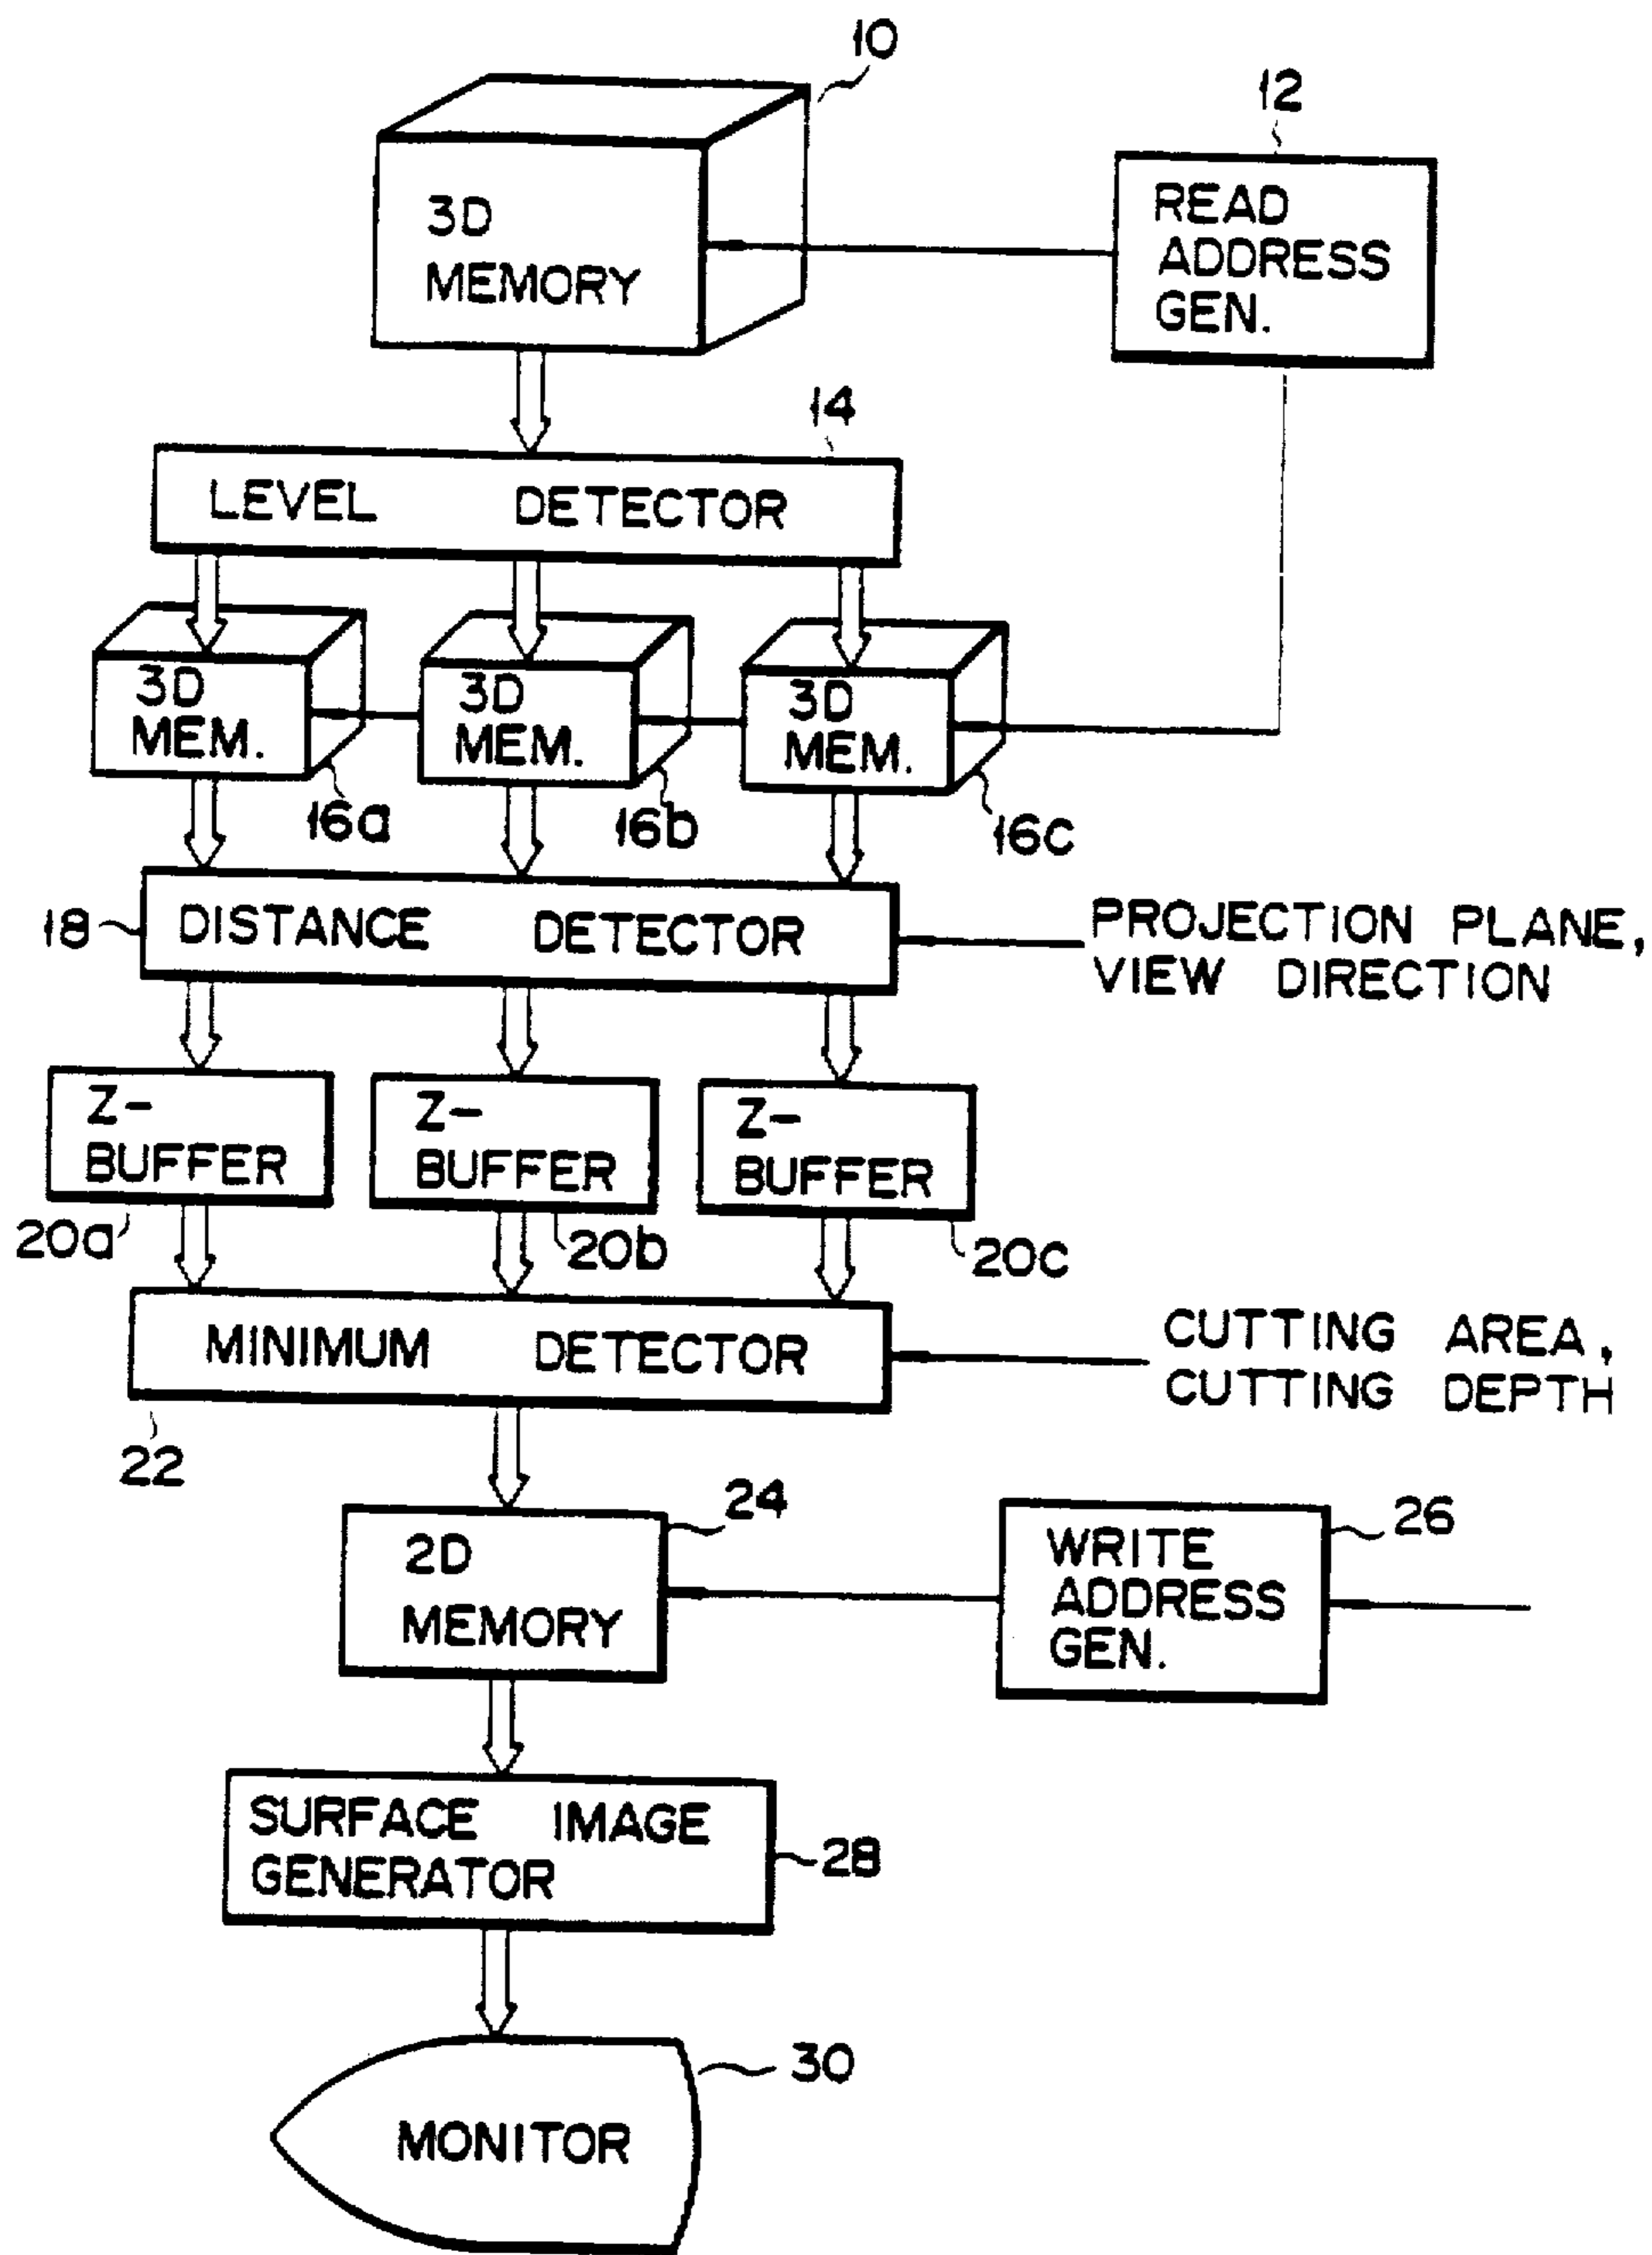 10
12
3D
MEMORY
READ
ADDRESS
GEN.
14
LEVEL DETECTOR
3D
MEM.
3D
MEM.
3D
MEM.
16a
16b
16c
18
DISTANCE DETECTOR
PROJECTION PLANE,
VIEW DIRECTION
Z-
BUFFER
Z-
BUFFER
Z-
BUFFER
20a
20b
20c
MINIMUM DETECTOR
CUTTING AREA,
CUTTING DEPTH
22
24
26
2D
MEMORY
WRITE
ADDRESS
GEN.
SURFACE IMAGE
GENERATOR
28
30
MONITOR